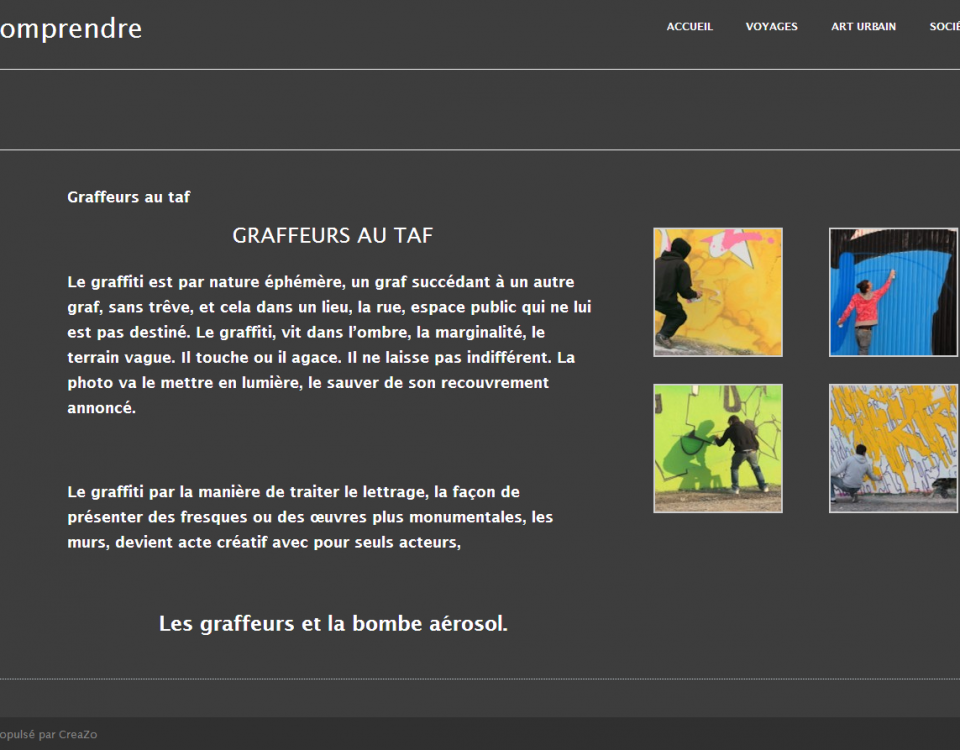 omprendre
ACCUEIL VOYAGES ART URBAIN SOCIÉ
Graffeurs au taf
GRAFFEURS AU TAF
Le graffiti est par nature éphémère, un graf succédant à un autre
graf, sans trêve, et cela dans un lieu, la rue, espace public qui ne lui
est pas destiné. Le graffiti, vit dans l’ombre, la marginalité, le
terrain vague. Il touche ou il agace. Il ne laisse pas indifférent. La
photo va le mettre en lumière, le sauver de son recouvrement
annoncé.
Le graffiti par la manière de traiter le lettrage, la façon de
présenter des fresques ou des œuvres plus monumentales, les
murs, devient acte créatif avec pour seuls acteurs,
Les graffeurs et la bombe aérosol.
opulsé par CreaZo